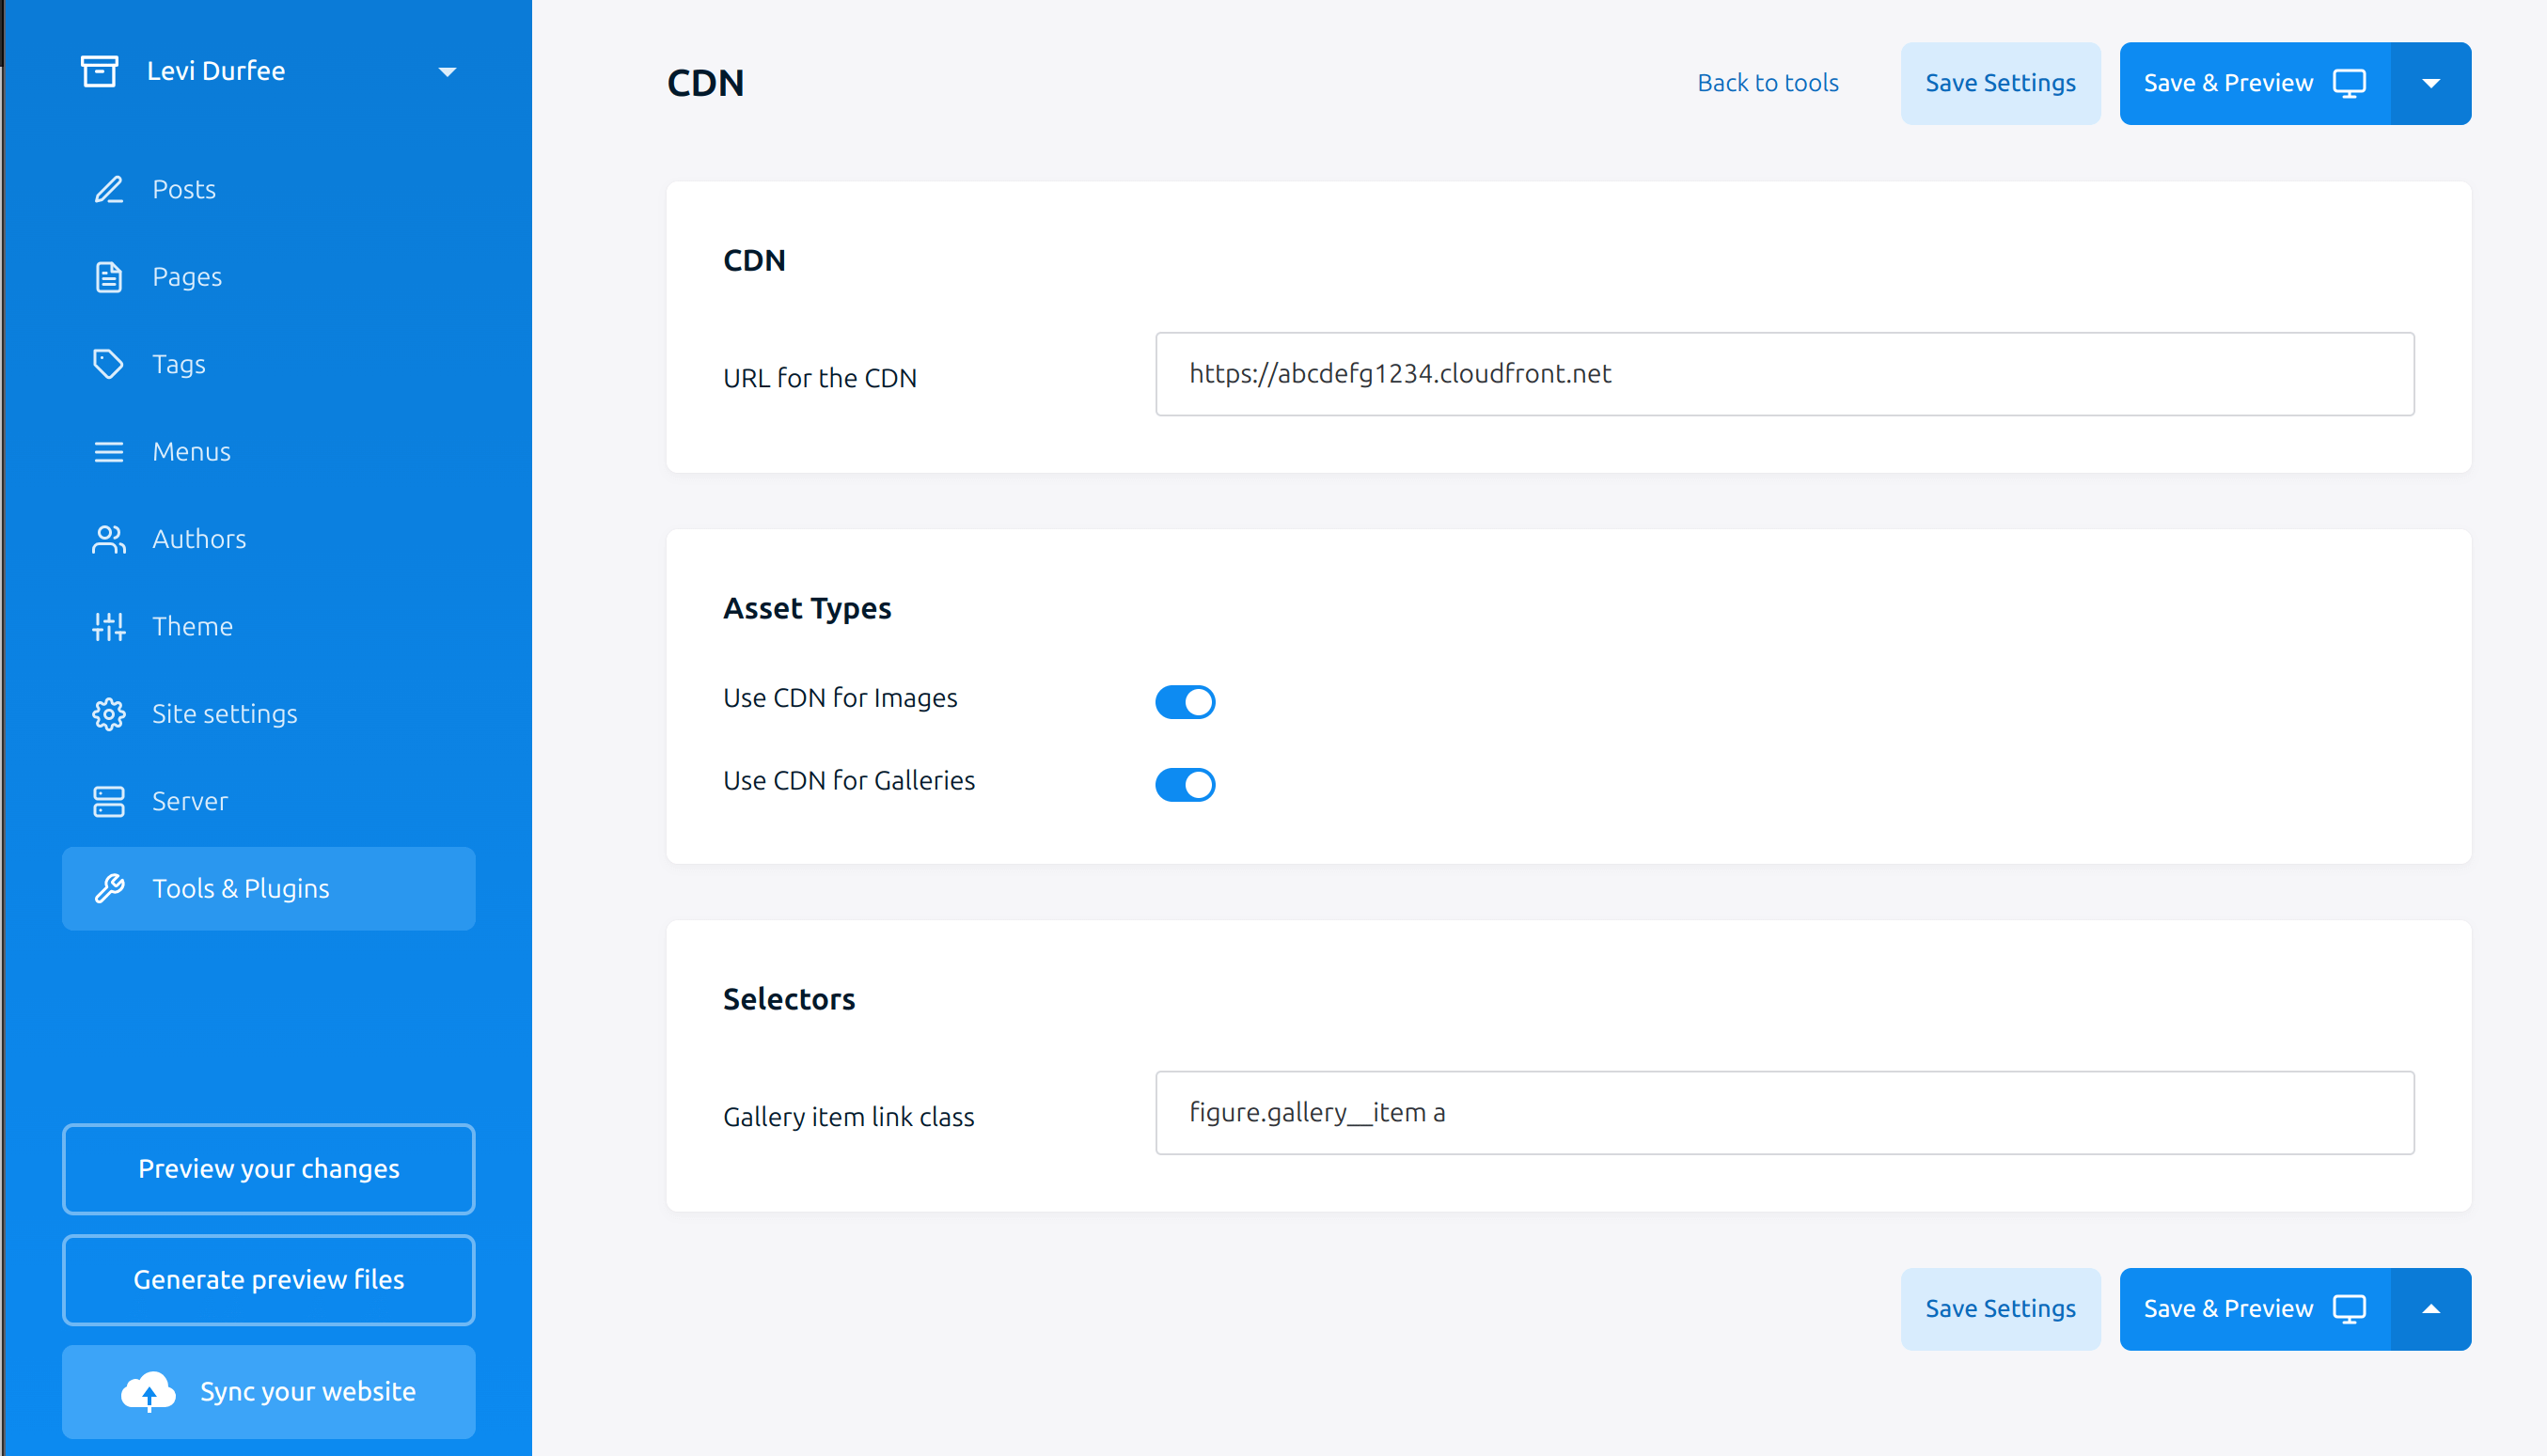 Levi Durfee
Posts
Pages
Tags
Menus
Authors
Theme
Site settings
Server
Tools & Plugins
Preview your changes
Generate preview files
Sync your website
CDN
Back to tools
Save Settings
Save & Preview
CDN
URL for the CDN
https://abcdefg1234.cloudfront.net
Asset Types
Use CDN for Images
Use CDN for Galleries
Selectors
Gallery item link class
figure.gallery__item a
Save Settings
Save & Preview